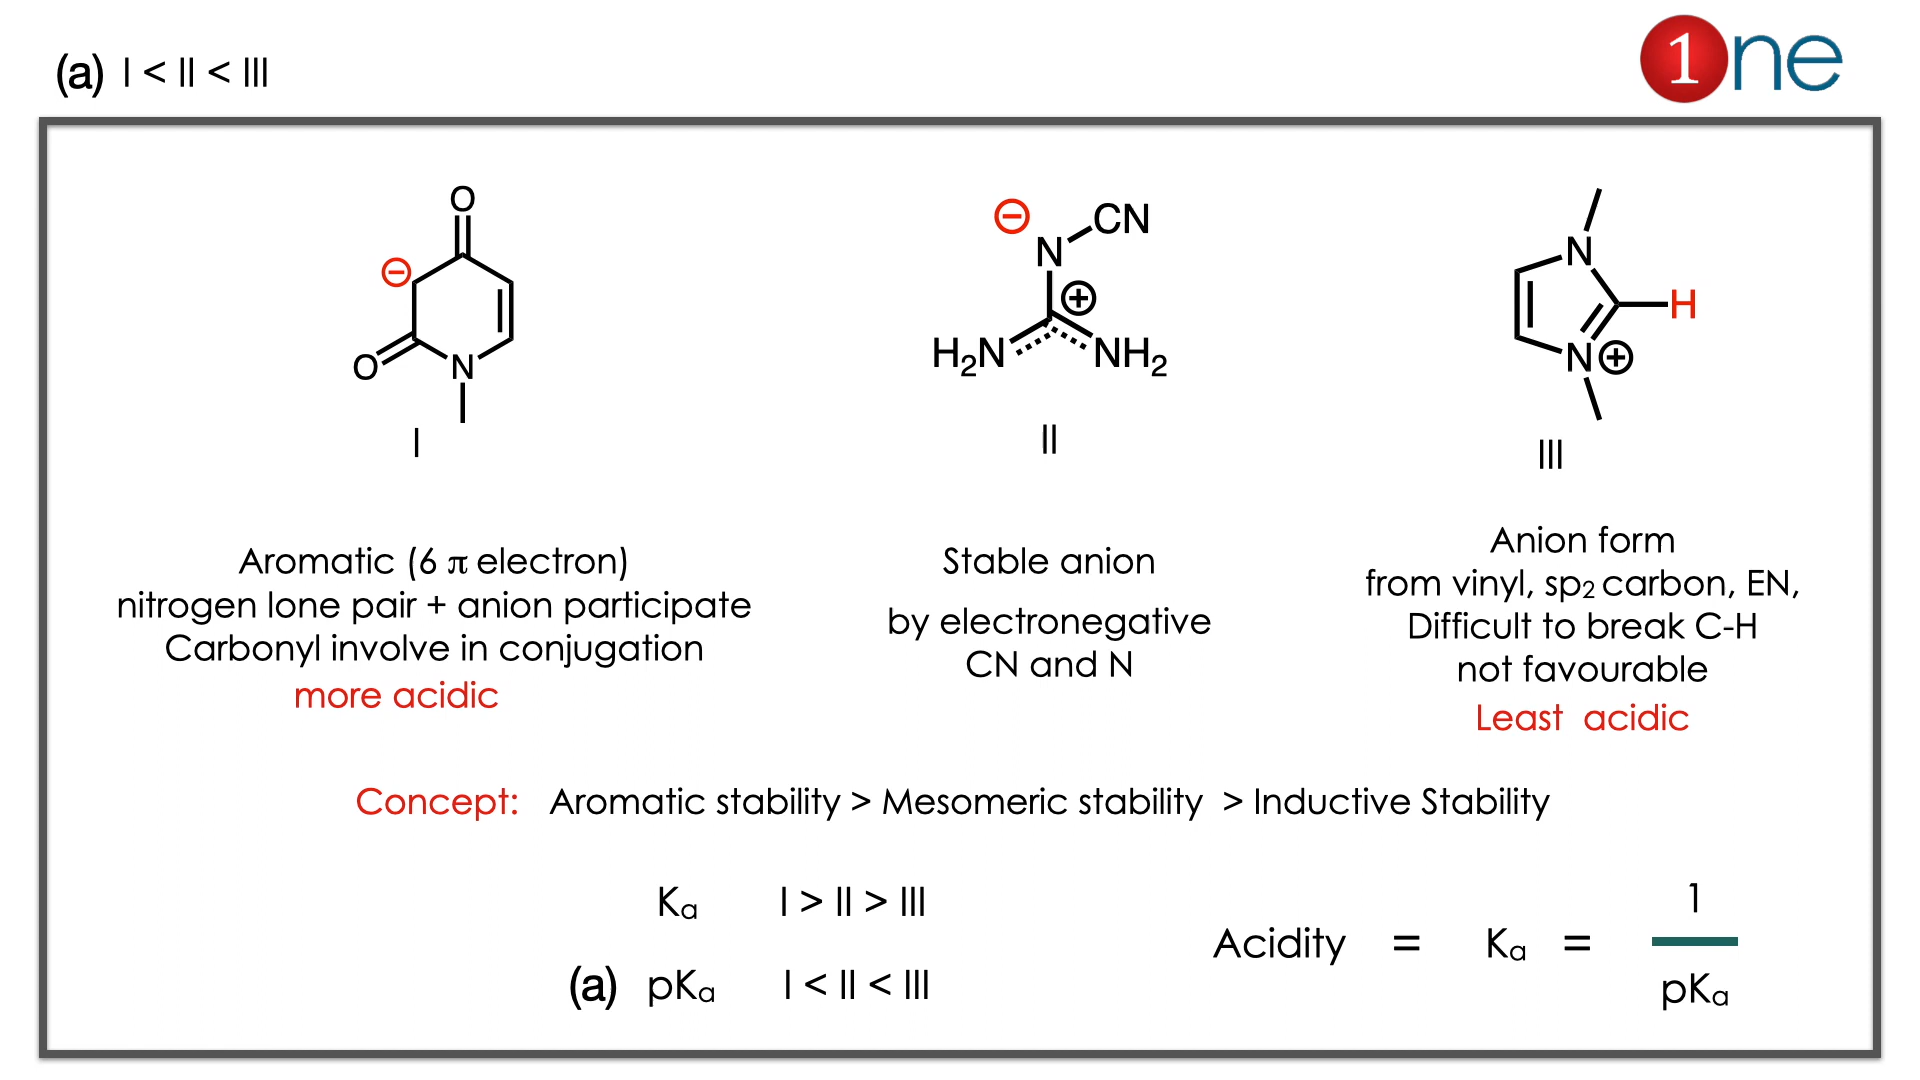 (a) I < II < III
1ne
O
⊖
O
N
I
⊖
CN
N
⊕
H₂N
NH₂
II
N
H
N⊕
III
Aromatic (6 π electron)
nitrogen lone pair + anion participate
Carbonyl involve in conjugation
more acidic
Stable anion
by electronegative
CN and N
Anion form
from vinyl, sp₂ carbon, EN,
Difficult to break C-H
not favourable
Least acidic
Concept: Aromatic stability > Mesomeric stability > Inductive Stability
Kₐ I > II > III
(a) pKₐ I < II < III
Acidity = Kₐ = 1
pKₐ